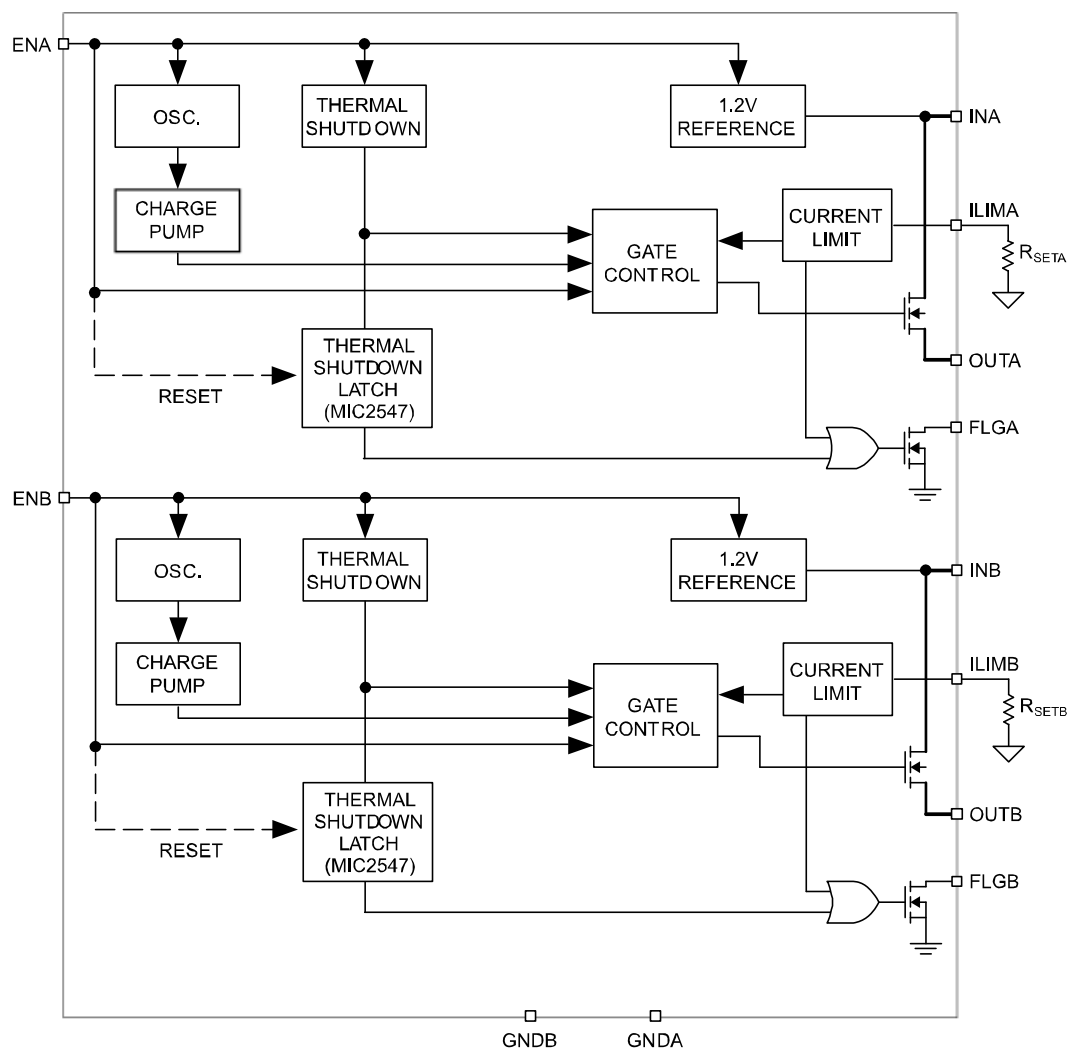 ENA
OSC.
THERMAL
SHUTDOWN
1.2V
REFERENCE
INA
CHARGE
PUMP
GATE
CONTROL
CURRENT
LIMIT
ILIMA
RSETA
THERMAL
SHUTDOWN
LATCH
(MIC2547)
RESET
OUTA
FLGA
ENB
OSC.
THERMAL
SHUTDOWN
1.2V
REFERENCE
INB
CHARGE
PUMP
GATE
CONTROL
CURRENT
LIMIT
ILIMB
RSETB
THERMAL
SHUTDOWN
LATCH
(MIC2547)
RESET
OUTB
FLGB
GNDB
GNDA